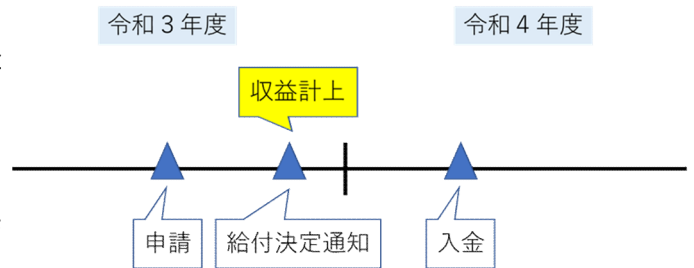 令和３年度
令和４年度
収益計上
申請
給付決定通知
入金